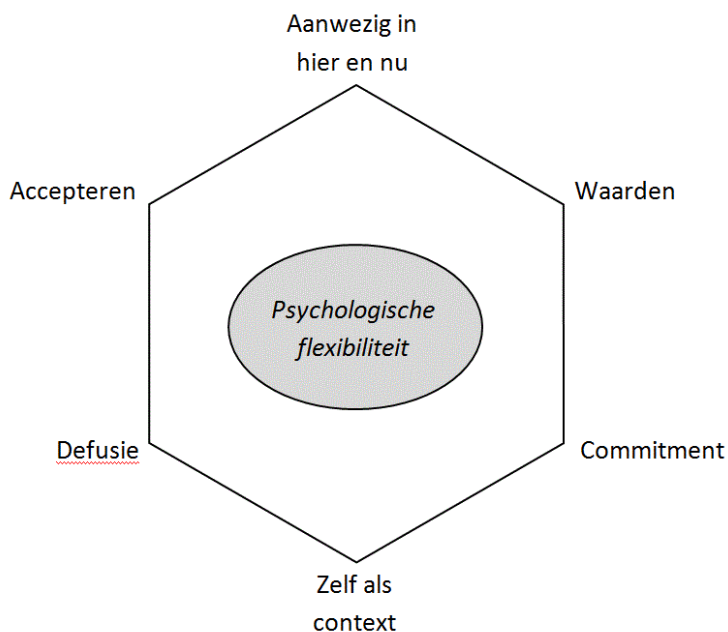 Aanwezig in
hier en nu
Accepteren
Waarden
Psychologische
flexibiliteit
Defusie
Commitment
Zelf als
context